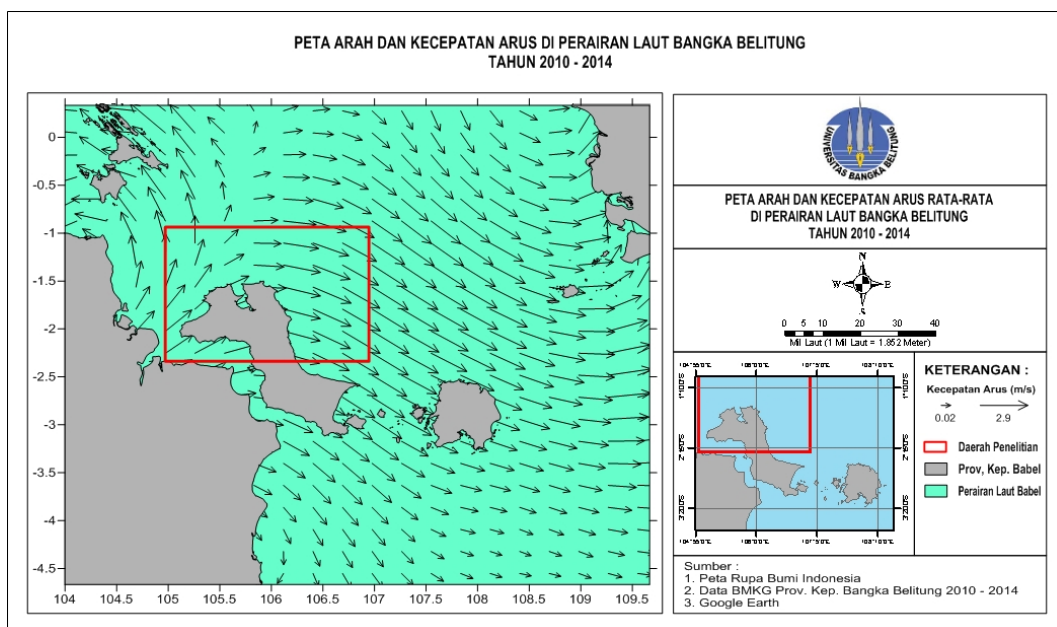 PETA ARAH DAN KECEPATAN ARUS DI PERAIRAN LAUT BANGKA BELITUNG
TAHUN 2010 - 2014
0
-0.5
-1
-1.5
-2
-2.5
-3
-3.5
-4
-4.5
104
104.5
105
105.5
106
106.5
107
107.5
108
108.5
109
109.5
UNIVERSITAS BANGKA BELITUNG
PETA ARAH DAN KECEPATAN ARUS RATA-RATA
DI PERAIRAN LAUT BANGKA BELITUNG
TAHUN 2010 - 2014
N
W E
S
0 5 10 20 30 40
Mil Laut (1 Mil Laut = 1.852 Meter)
KETERANGAN :
Kecepatan Arus (m/s)
0.02 2.9
Daerah Penelitian
Prov, Kep. Babel
Perairan Laut Babel
Sumber :
1. Peta Rupa Bumi Indonesia
2. Data BMKG Prov. Kep. Bangka Belitung 2010 - 2014
3. Google Earth